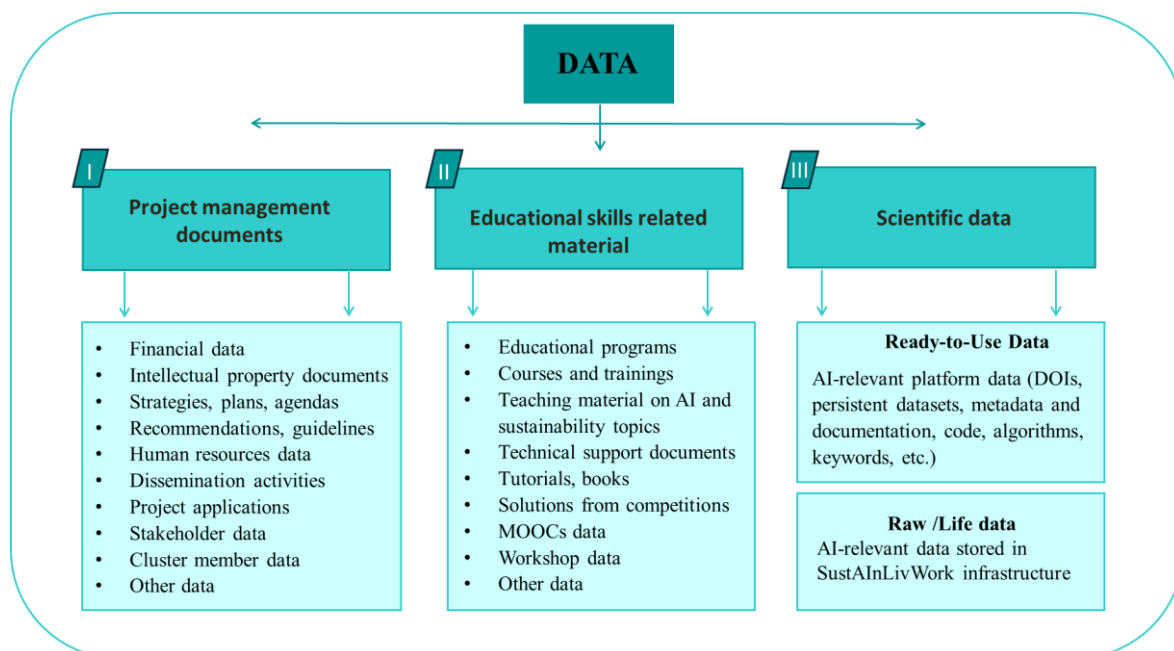 DATA
I
Project management
documents
• Financial data
• Intellectual property documents
• Strategies, plans, agendas
• Recommendations, guidelines
• Human resources data
• Dissemination activities
• Project applications
• Stakeholder data
• Cluster member data
• Other data
II
Educational skills related
material
• Educational programs
• Courses and trainings
• Teaching material on AI and
sustainability topics
• Technical support documents
• Tutorials, books
• Solutions from competitions
• MOOCs data
• Workshop data
• Other data
III
Scientific data
Ready-to-Use Data
AI-relevant platform data (DOIs,
persistent datasets, metadata and
documentation, code, algorithms,
keywords, etc.)
Raw /Life data
AI-relevant data stored in
SustAInLivWork infrastructure